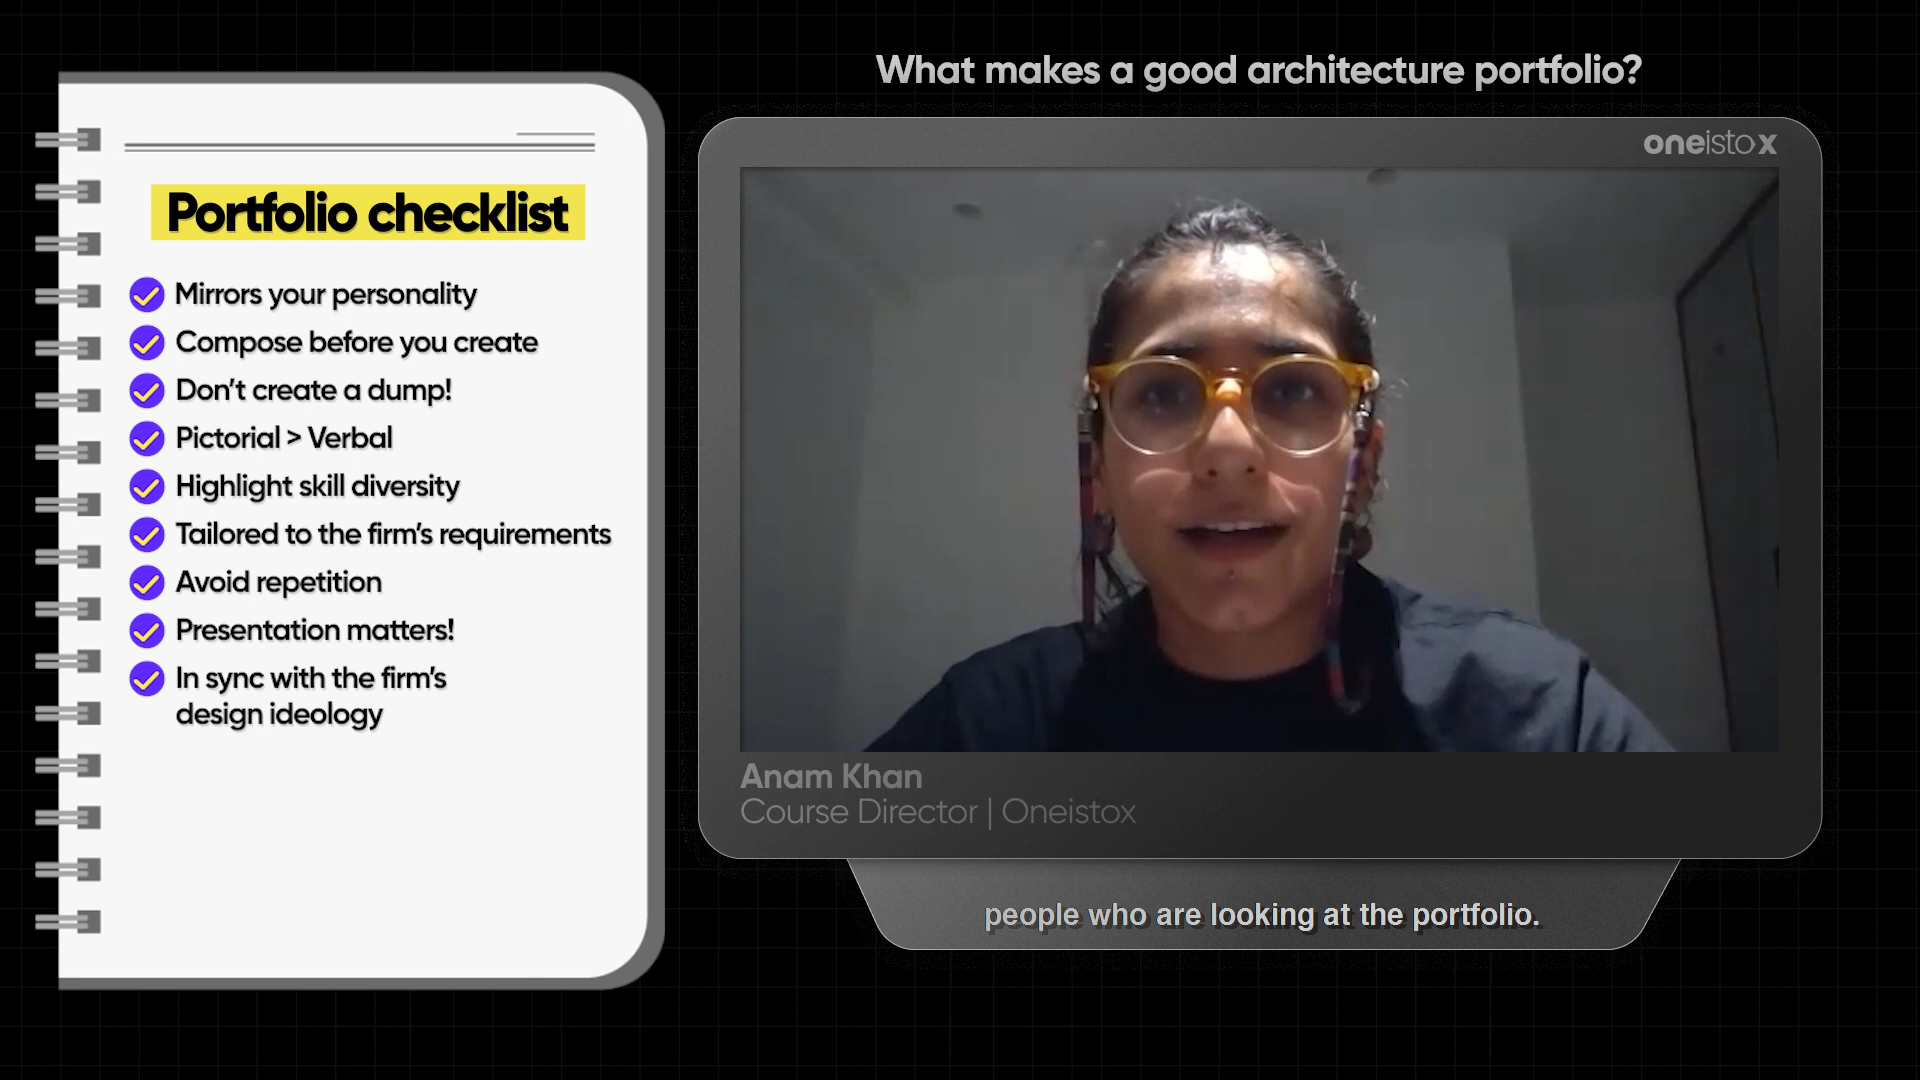 What makes a good architecture portfolio?
oneistox
Portfolio checklist
Mirrors your personality
Compose before you create
Don't create a dump!
Pictorial > Verbal
Highlight skill diversity
Tailored to the firm's requirements
Avoid repetition
Presentation matters!
In sync with the firm's
design ideology
Anam Khan
Course Director | Oneistox
people who are looking at the portfolio.